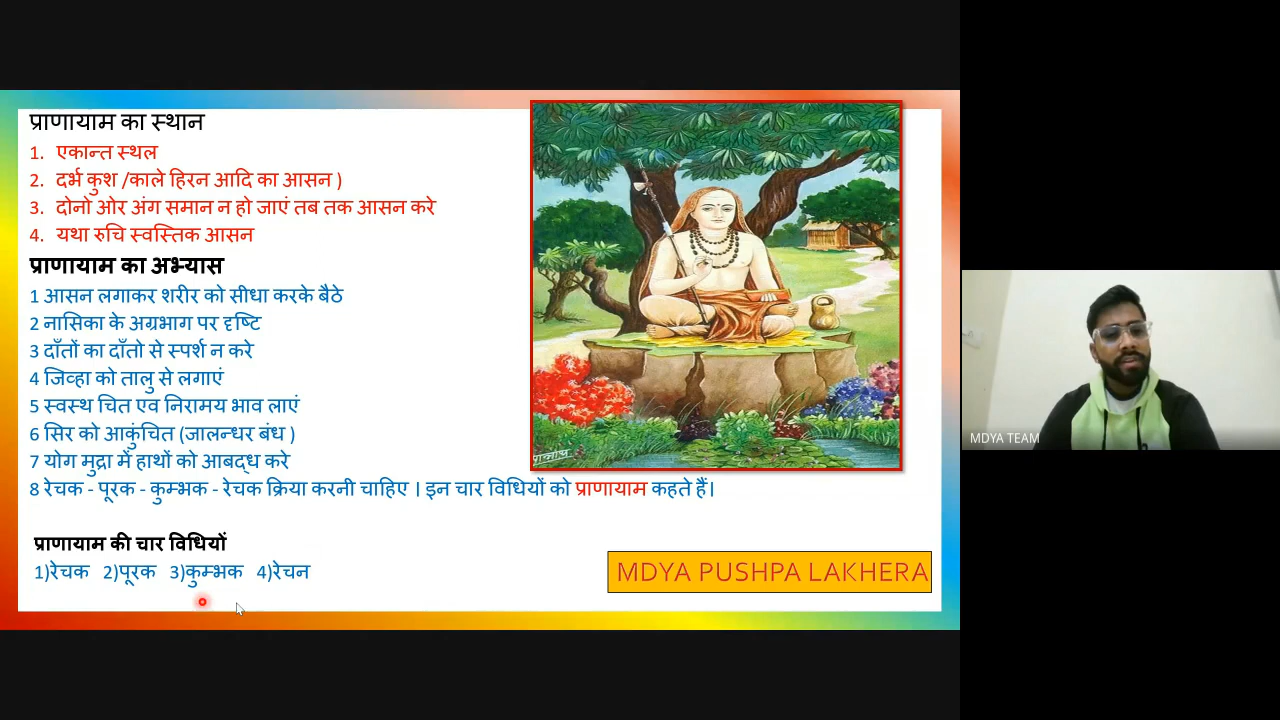 प्राणायाम का स्थान
1. एकान्त स्थल
2. दर्भ कुश /काले हिरन आदि का आसन )
3. दोनो ओर अंग समान न हो जाएं तब तक आसन करे
4. यथा रुचि स्वस्तिक आसन
प्राणायाम का अभ्यास
1 आसन लगाकर शरीर को सीधा करके बैठे
2 नासिका के अग्रभाग पर दृष्टि
3 दाँतों का दाँतो से स्पर्श न करे
4 जिव्हा को तालु से लगाएं
5 स्वस्थ चित एव निरामय भाव लाएं
6 सिर को आकुंचित (जालन्धर बंध )
7 योग मुद्रा में हाथों को आबद्ध करे
8 रेचक - पूरक - कुम्भक - रेचक क्रिया करनी चाहिए । इन चार विधियों को प्राणायाम कहते हैं।
प्राणायाम की चार विधियों
1)रेचक 2)पूरक 3)कुम्भक 4)रेचन
MDYA PUSHPA LAKHERA
MDYA TEAM